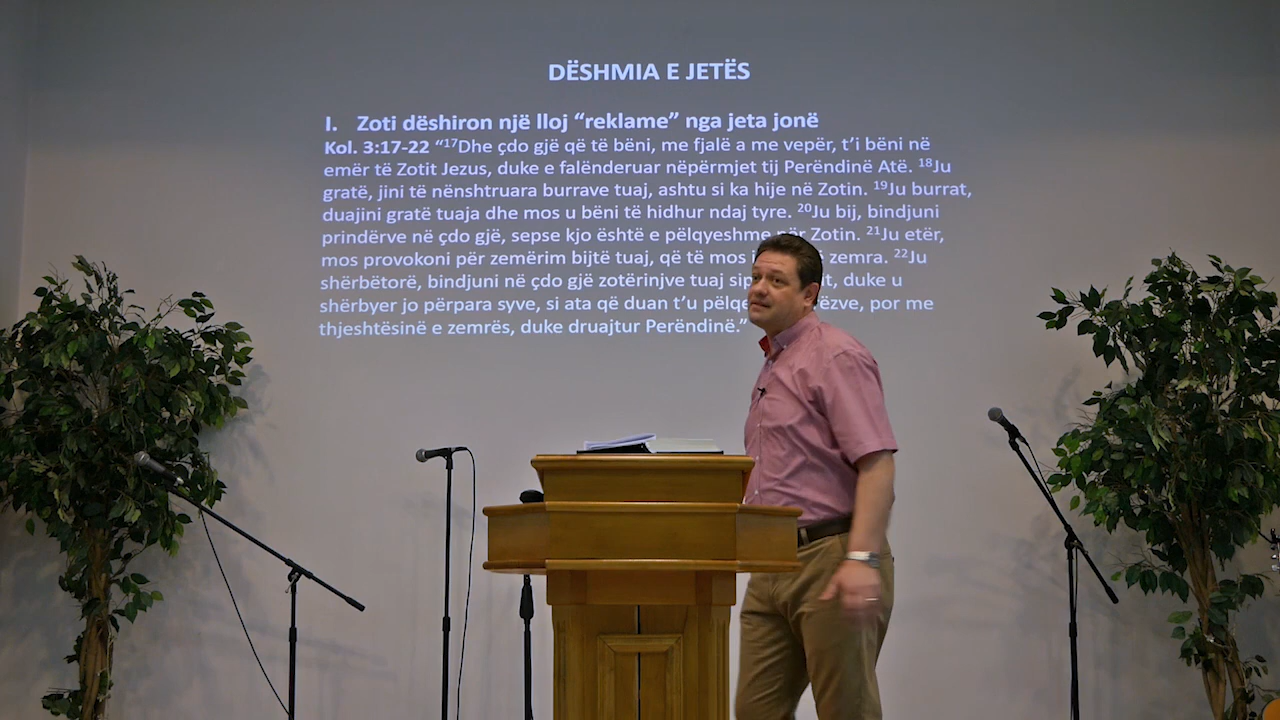 DËSHMIA E JETËS
I. Zoti dëshiron një lloj “reklame” nga jeta jonë
Kol. 3:17-22 “¹⁷Dhe çdo gjë që të bëni, me fjalë a me vepër, t’i bëni në
emër të Zotit Jezus, duke e falënderuar nëpërmjet tij Perëndinë Atë. ¹⁸Ju
gratë, jini të nënshtruara burrave tuaj, ashtu si ka hije në Zotin. ¹⁹Ju burrat,
duajini gratë tuaja dhe mos u bëni të hidhur ndaj tyre. ²⁰Ju bij, bindjuni
prindërve në çdo gjë, sepse kjo është e pëlqyeshme për Zotin. ²¹Ju etër,
mos provokoni për zemërim bijtë tuaj, që të mos zemra. ²²Ju
shërbëtorë, bindjuni në çdo gjë zotërinjve tuaj duke u
shërbyer jo përpara syve, si ata që duan t’u por me
thjeshtësinë e zemrës, duke druajtur Perëndinë.”